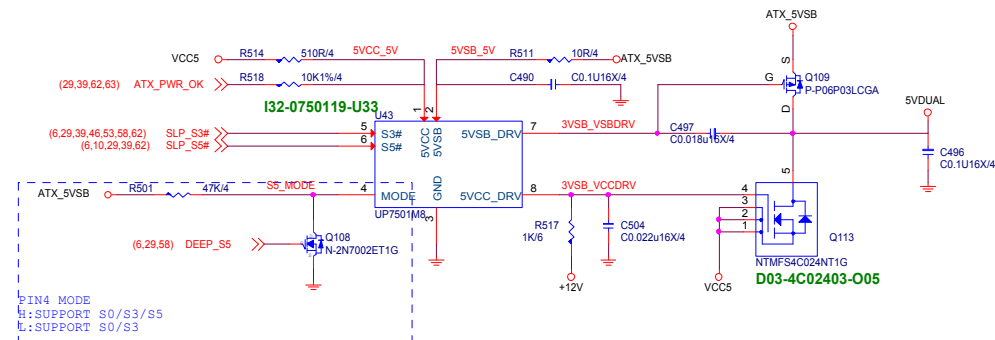 ATX_5VSB
VCC5 R514 510R/4 5VCC_5V 5VSB_5V R511 10R/4 ATX_5VSB
(29,39,62,63) ATX_PWR_OK R518 10K1%/4 C490 C0.1U16X/4
S
G
D
Q109
P-P06P03LCGA
5VDUAL
I32-0750119-U33
U43
1 2
5VCC 5VSB
(6,29,39,46,53,58,62) SLP_S3# 5 S3#
(6,10,29,39,62) SLP_S5# 6 S5#
5VSB_DRV 7 3VSB_VSBDRV
C497
C0.018u16X/4
C496
C0.1U16X/4
ATX_5VSB R501 47K/4 S5_MODE 4 MODE
GND
3
5VCC_DRV 8 3VSB_VCCDRV
UP7501M8
R517
1K/6
+12V
C504
C0.022u16X/4
5
4
3
2
1
Q113
NTMFS4C024NT1G
VCC5
D03-4C02403-O05
(6,29,58) DEEP_S5
Q108
N-2N7002ET1G
PIN4 MODE
H:SUPPORT S0/S3/S5
L:SUPPORT S0/S3